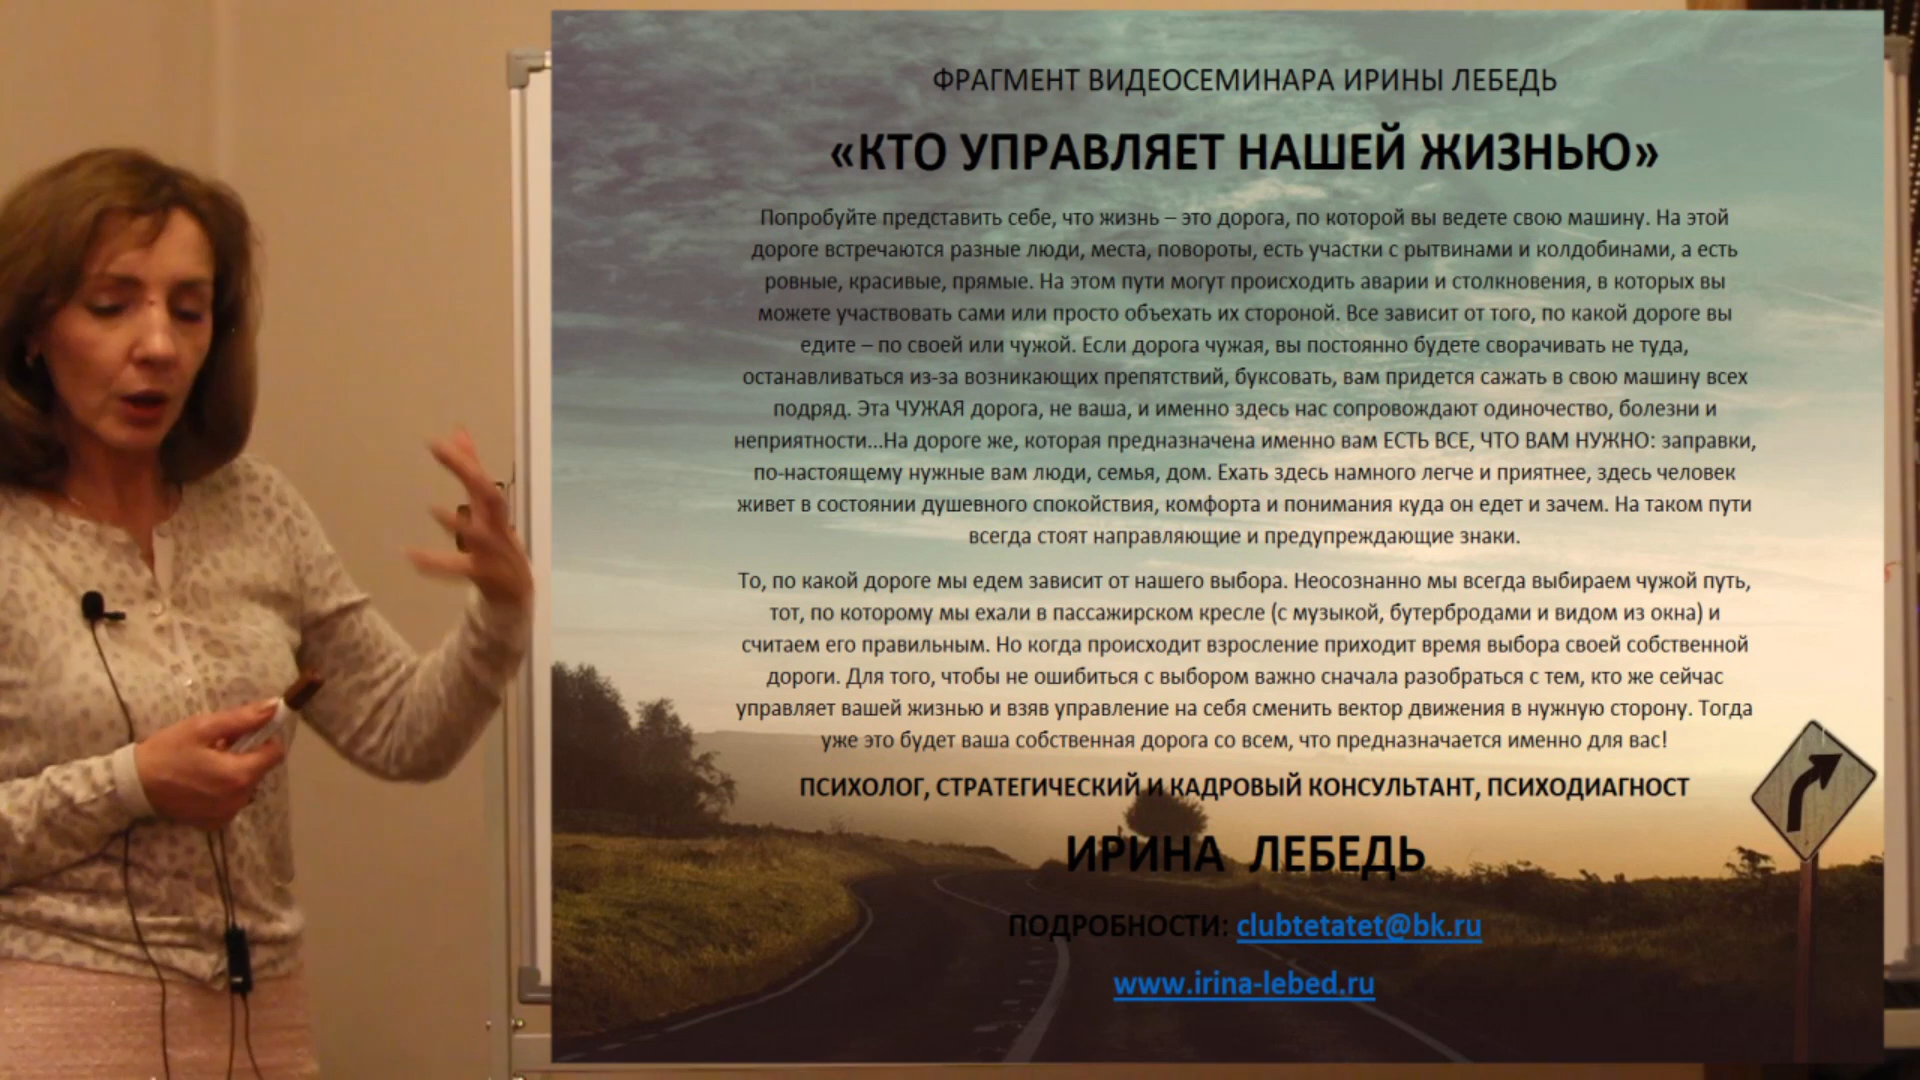 ФРАГМЕНТ ВИДЕОСЕМИНАРА ИРИНЫ ЛЕБЕДЬ
«КТО УПРАВЛЯЕТ НАШЕЙ ЖИЗНЬЮ»
Попробуйте представить себе, что жизнь – это дорога, по которой вы ведете свою машину. На этой
дороге встречаются разные люди, места, повороты, есть участки с рытвинами и колдобинами, а есть
ровные, красивые, прямые. На этом пути могут происходить аварии и столкновения, в которых вы
можете участвовать сами или просто объехать их стороной. Все зависит от того, по какой дороге вы
едите – по своей или чужой. Если дорога чужая, вы постоянно будете сворачивать не туда,
останавливаться из-за возникающих препятствий, буксовать, вам придется сажать в свою машину всех
подряд. Эта ЧУЖАЯ дорога, не ваша, и именно здесь нас сопровождают одиночество, болезни и
неприятности...На дороге же, которая предназначена именно вам ЕСТЬ ВСЕ, ЧТО ВАМ НУЖНО: заправки,
по-настоящему нужные вам люди, семья, дом. Ехать здесь намного легче и приятнее, здесь человек
живет в состоянии душевного спокойствия, комфорта и понимания куда он едет и зачем. На таком пути
всегда стоят направляющие и предупреждающие знаки.
То, по какой дороге мы едем зависит от нашего выбора. Неосознанно мы всегда выбираем чужой путь,
тот, по которому мы ехали в пассажирском кресле (с музыкой, бутербродами и видом из окна) и
считаем его правильным. Но когда происходит взросление приходит время выбора своей собственной
дороги. Для того, чтобы не ошибиться с выбором важно сначала разобраться с тем, кто же сейчас
управляет вашей жизнью и взяв управление на себя сменить вектор движения в нужную сторону. Тогда
уже это будет ваша собственная дорога со всем, что предназначается именно для вас!
ПСИХОЛОГ, СТРАТЕГИЧЕСКИЙ И КАДРОВЫЙ КОНСУЛЬТАНТ, ПСИХОДИАГНОСТ
ИРИНА ЛЕБЕДЬ
ПОДРОБНОСТИ: clubtetatet@bk.ru
www.irina-lebed.ru